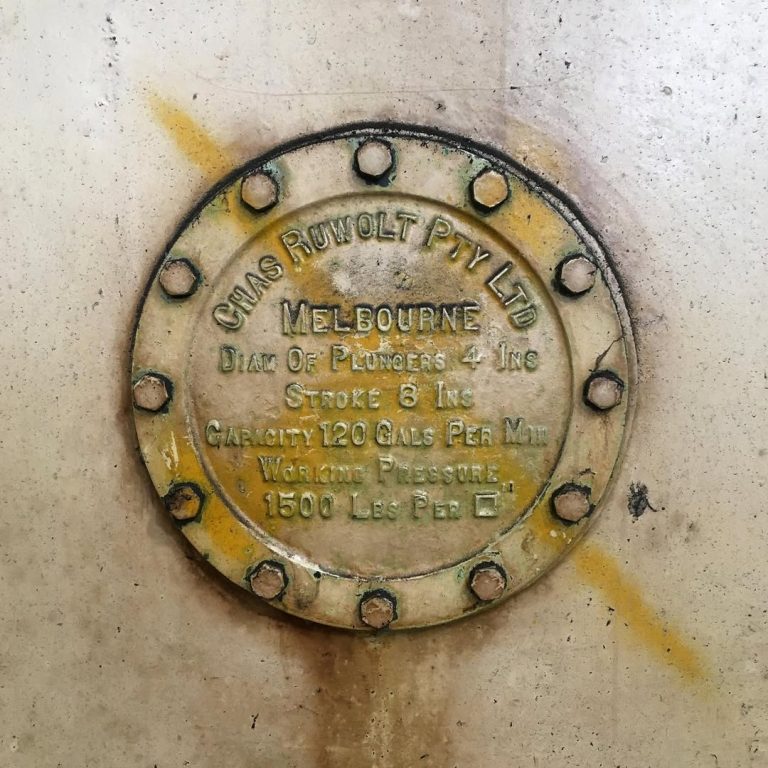 CHAS RUWOLT PTY LTD
MELBOURNE
DIAM OF PLUNGERS 4 INS
STROKE 8 INS
CAPACITY 120 GALS PER MIN
WORKING PRESSURE
1500 LBS PER □"